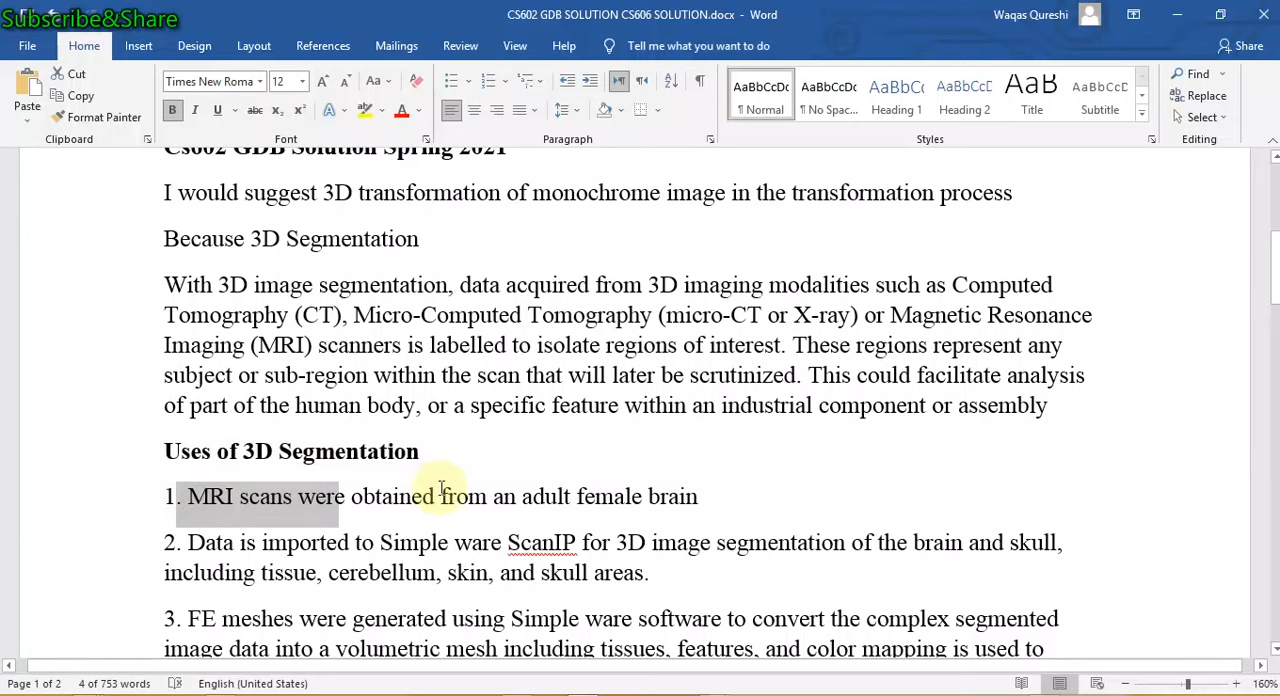 Subscribe&Share
CS602 GDB SOLUTION CS606 SOLUTION.docx - Word
Waqas Qureshi
File Home Insert Design Layout References Mailings Review View Help Tell me what you want to do Share
Paste
Cut
Copy
Format Painter
Clipboard
Times New Roma 12
Font
Paragraph
AaBbCcDc AaBbCcDc AaBbCc AaBbCcC AaB AaBbCcC
¶ Normal ¶ No Spac... Heading 1 Heading 2 Title Subtitle
Styles
Find
Replace
Select
Editing
Cs602 GDB Solution Spring 2021
I would suggest 3D transformation of monochrome image in the transformation process
Because 3D Segmentation
With 3D image segmentation, data acquired from 3D imaging modalities such as Computed
Tomography (CT), Micro-Computed Tomography (micro-CT or X-ray) or Magnetic Resonance
Imaging (MRI) scanners is labelled to isolate regions of interest. These regions represent any
subject or sub-region within the scan that will later be scrutinized. This could facilitate analysis
of part of the human body, or a specific feature within an industrial component or assembly
Uses of 3D Segmentation
1. MRI scans were obtained from an adult female brain
2. Data is imported to Simple ware ScanIP for 3D image segmentation of the brain and skull,
including tissue, cerebellum, skin, and skull areas.
3. FE meshes were generated using Simple ware software to convert the complex segmented
image data into a volumetric mesh including tissues, features, and color mapping is used to
Page 1 of 2 4 of 753 words English (United States) 160%